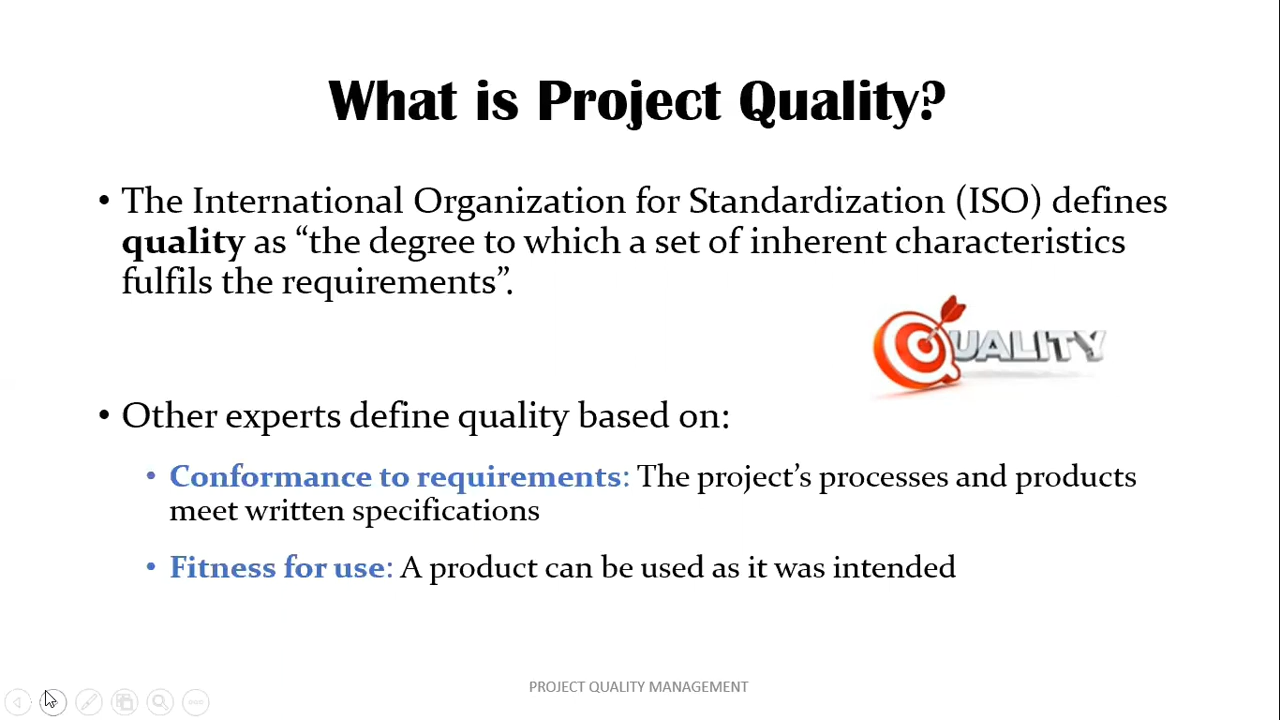 What is Project Quality?
• The International Organization for Standardization (ISO) defines
quality as “the degree to which a set of inherent characteristics
fulfils the requirements”.
QUALITY
• Other experts define quality based on:
• Conformance to requirements: The project’s processes and products
meet written specifications
• Fitness for use: A product can be used as it was intended
PROJECT QUALITY MANAGEMENT